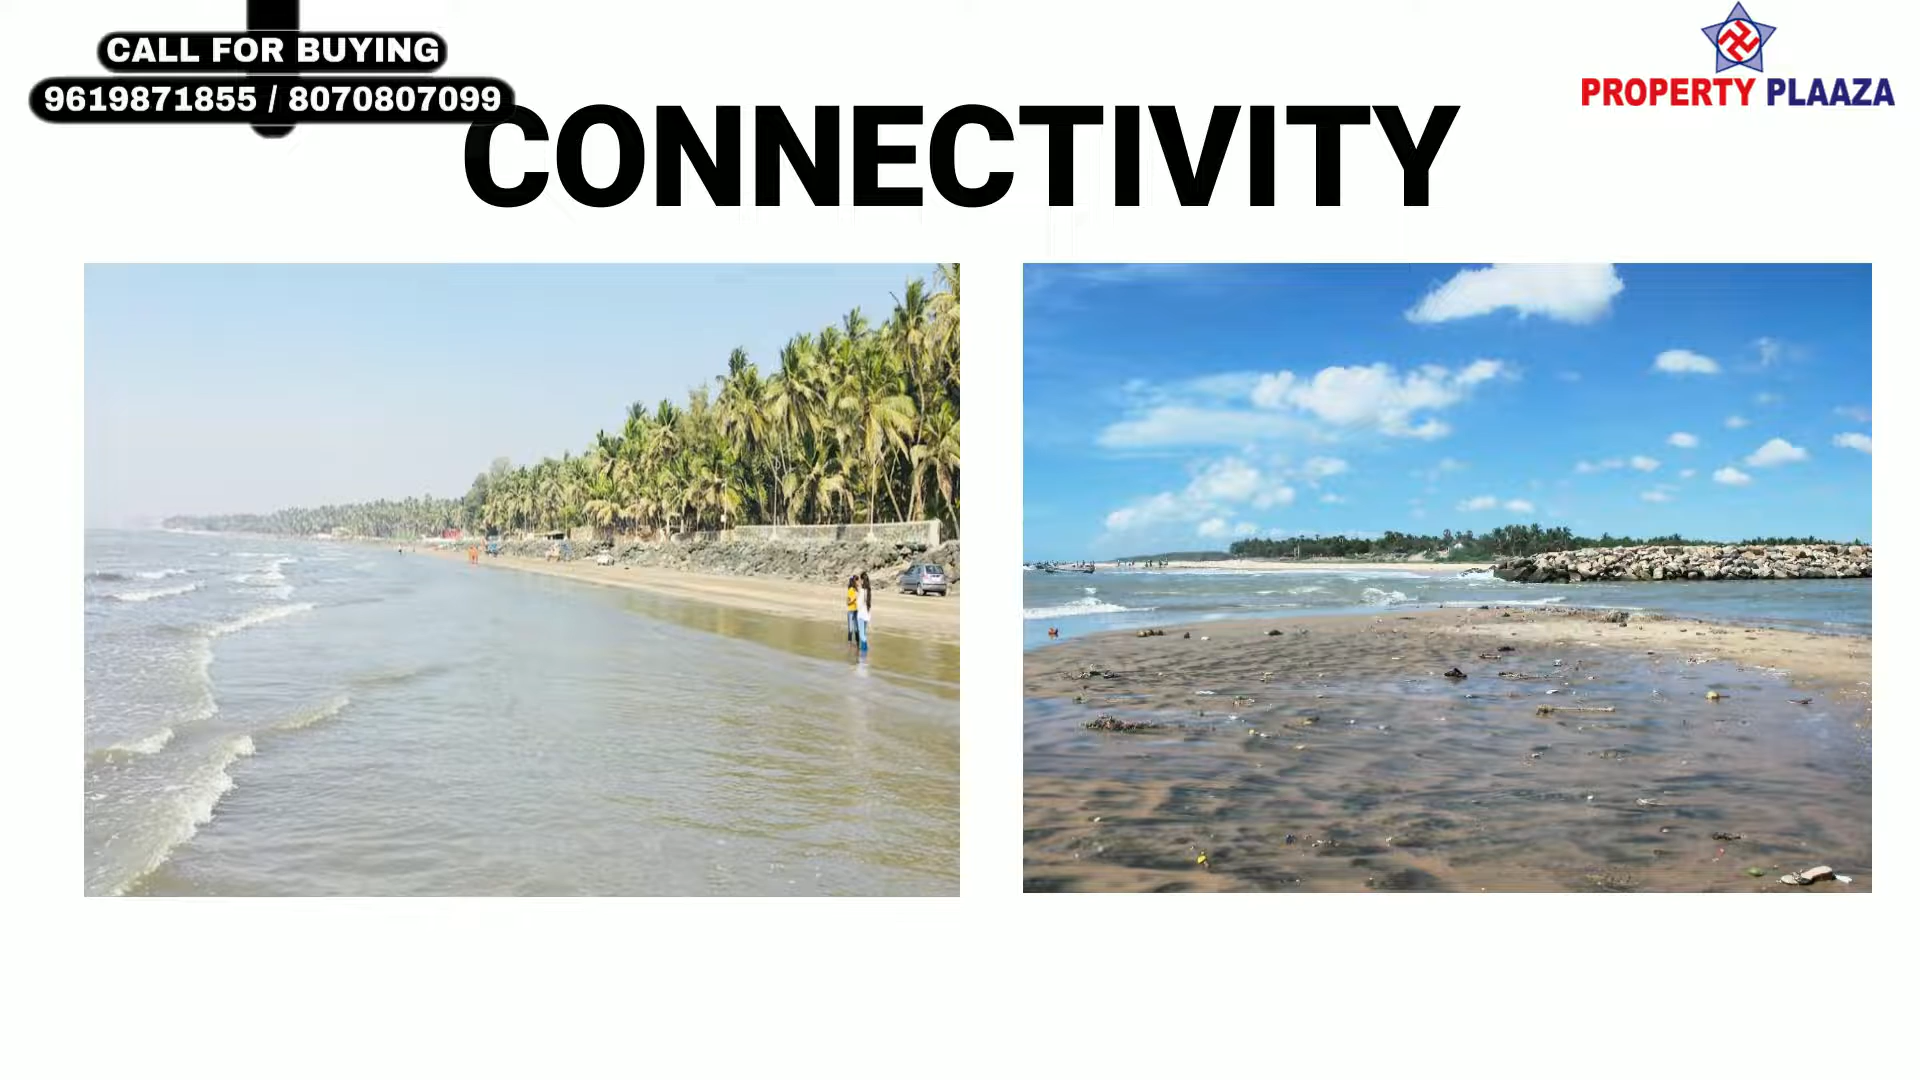 CALL FOR BUYING
9619871855 / 8070807099
PROPERTY PLAAZA
CONNECTIVITY